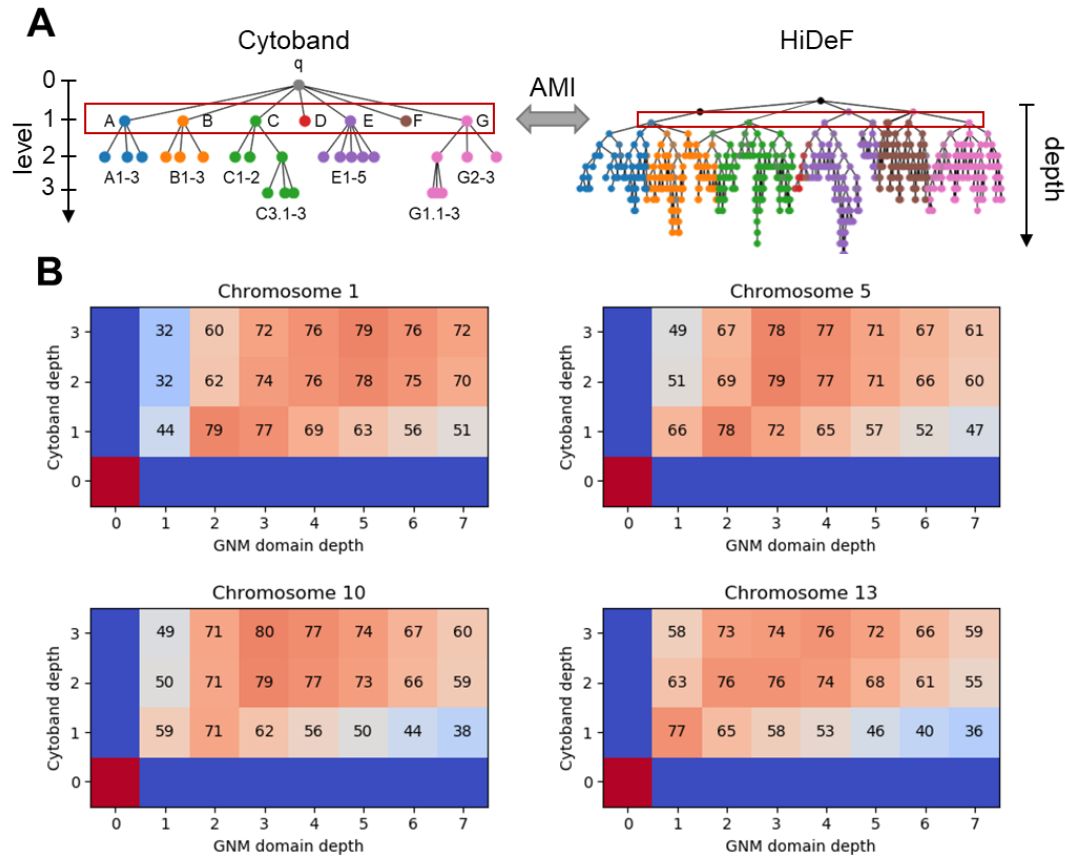 A
Cytoband
HiDeF
q
0
AMI
1
A B C D E F G
level
depth
2
A1-3 B1-3 C1-2 E1-5 G2-3
3
C3.1-3 G1.1-3
B
Chromosome 1
Cytoband depth
3 32 60 72 76 79 76 72
2 32 62 74 76 78 75 70
1 44 79 77 69 63 56 51
0
0 1 2 3 4 5 6 7
GNM domain depth
Chromosome 5
Cytoband depth
3 49 67 78 77 71 67 61
2 51 69 79 77 71 66 60
1 66 78 72 65 57 52 47
0
0 1 2 3 4 5 6 7
GNM domain depth
Chromosome 10
Cytoband depth
3 49 71 80 77 74 67 60
2 50 71 79 77 73 66 59
1 59 71 62 56 50 44 38
0
0 1 2 3 4 5 6 7
GNM domain depth
Chromosome 13
Cytoband depth
3 58 73 74 76 72 66 59
2 63 76 76 74 68 61 55
1 77 65 58 53 46 40 36
0
0 1 2 3 4 5 6 7
GNM domain depth